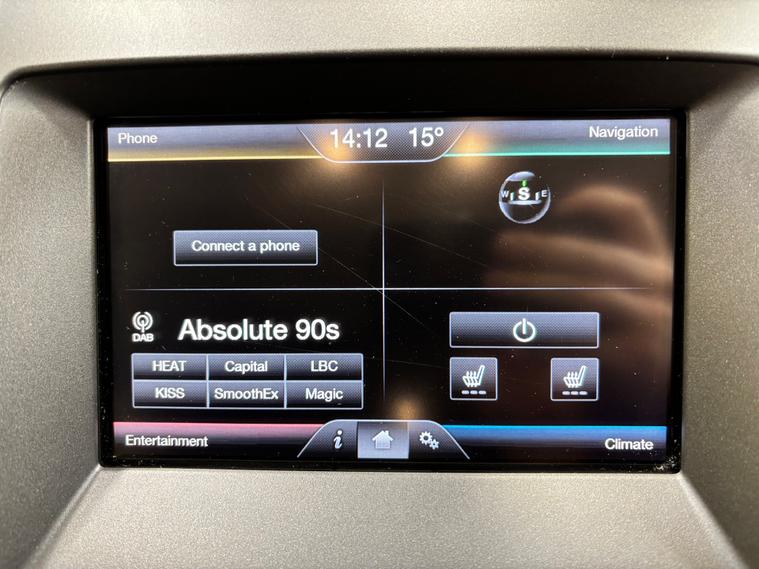 Phone 14:12 15° Navigation
W S E
Connect a phone
DAB Absolute 90s
HEAT Capital LBC
KISS SmoothEx Magic
Entertainment i Climate